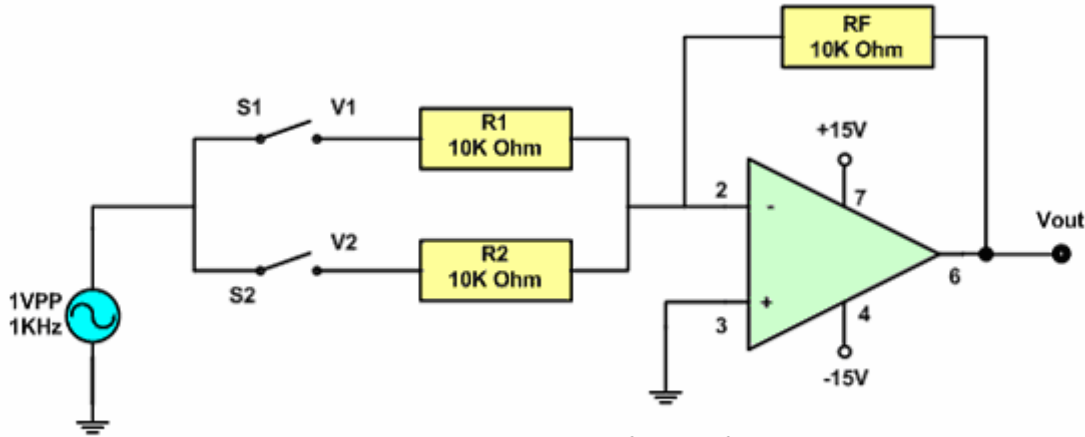 RF
10K Ohm
S1
V1
R1
10K Ohm
+15V
2
-
7
Vout
V2
R2
10K Ohm
6
S2
1VPP
1KHz
+
3
4
-15V